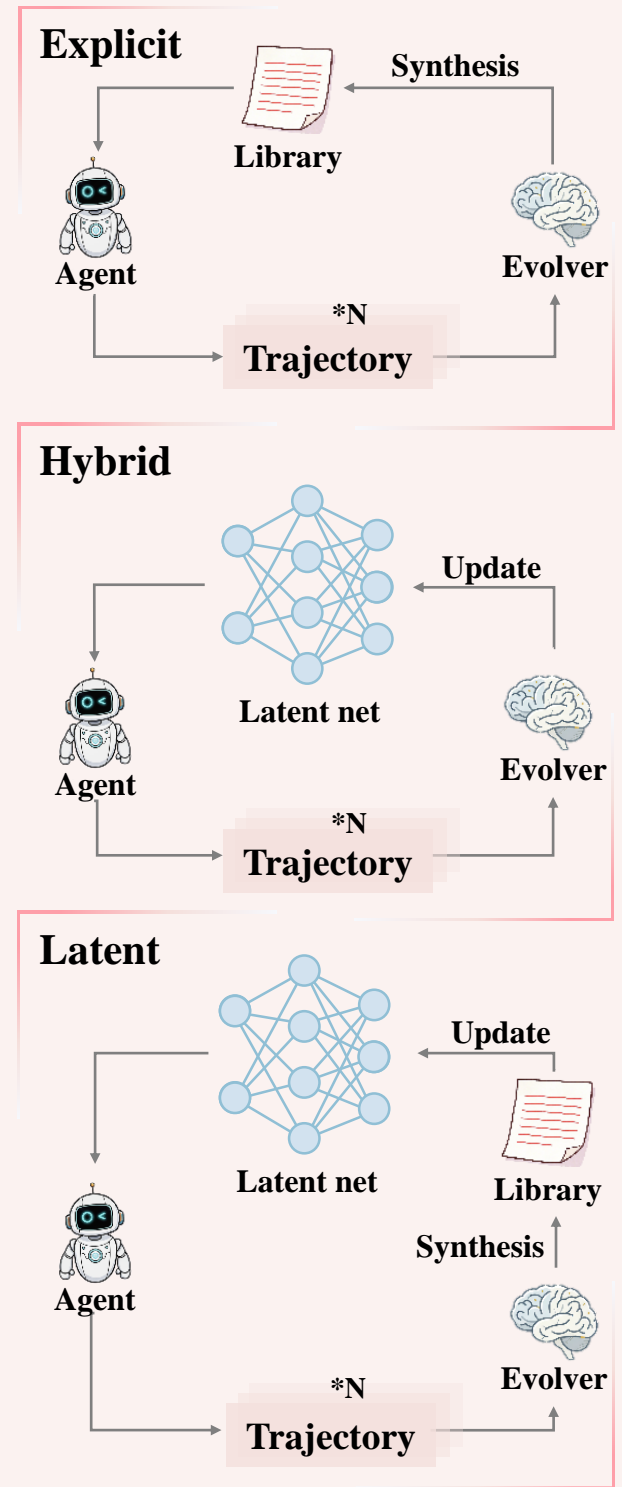 Explicit
Synthesis
Library
Agent
Evolver
*N
Trajectory
Hybrid
Update
Latent net
Agent
Evolver
*N
Trajectory
Latent
Update
Latent net
Library
Synthesis
Agent
Evolver
*N
Trajectory